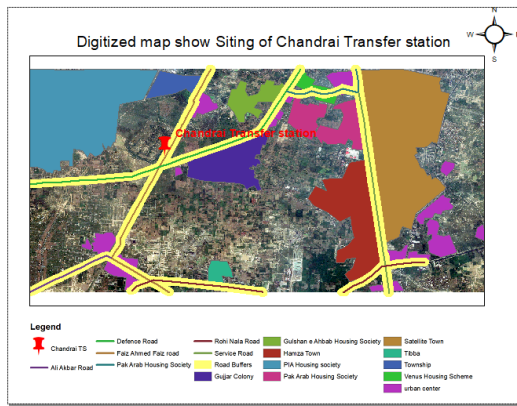 N
Digitized map show Siting of Chandrai Transfer station
W E
S
Chandrai Transfer station
Legend
Chandrai TS
Ali Akbar Road
Defence Road
Faiz Ahmed Faiz road
Pak Arab Housing Society
Rohi Nala Road
Service Road
Road Buffers
Gujjar Colony
Gulshan e Ahbab Housing Society
Hamza Town
PIA Housing society
Pak Arab Housing Society
Satellite Town
Tibba
Township
Venus Housing Scheme
urban center